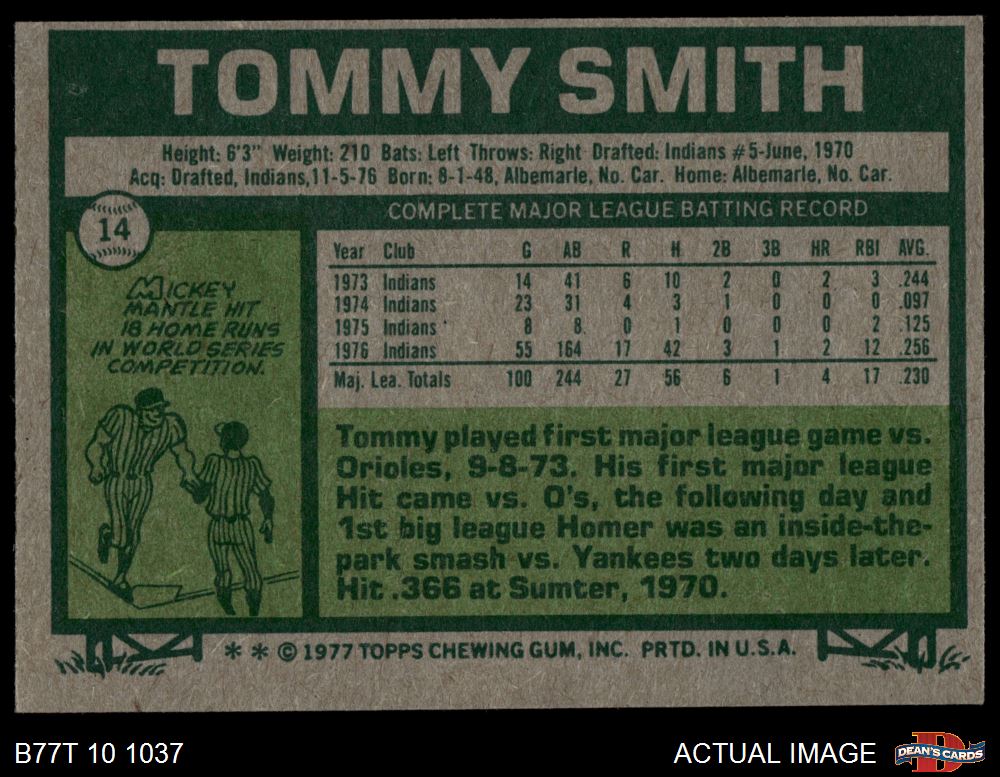 TOMMY SMITH
Height: 6'3" Weight: 210 Bats: Left Throws: Right Drafted: Indians #5-June, 1970
Acq: Drafted, Indians, 11-5-76 Born: 8-1-48, Albemarle, No. Car. Home: Albemarle, No. Car.
14
MICKEY
MANTLE HIT
18 HOME RUNS
IN WORLD SERIES
COMPETITION.
COMPLETE MAJOR LEAGUE BATTING RECORD
Year Club G AB R H 2B 3B HR RBI AVG.
1973 Indians 14 41 6 10 2 0 2 3 .244
1974 Indians 23 31 4 3 1 0 0 0 .097
1975 Indians 8 8 0 1 0 0 0 2 .125
1976 Indians 55 164 17 42 3 1 2 12 .256
Maj. Lea. Totals 100 244 27 56 6 1 4 17 .230
Tommy played first major league game vs.
Orioles, 9-8-73. His first major league
Hit came vs. O's, the following day and
1st big league Homer was an inside-the-
park smash vs. Yankees two days later.
Hit .366 at Sumter, 1970.
* * © 1977 TOPPS CHEWING GUM, INC. PRTD. IN U.S.A.
B77T 10 1037
ACTUAL IMAGE
DEAN'S CARDS